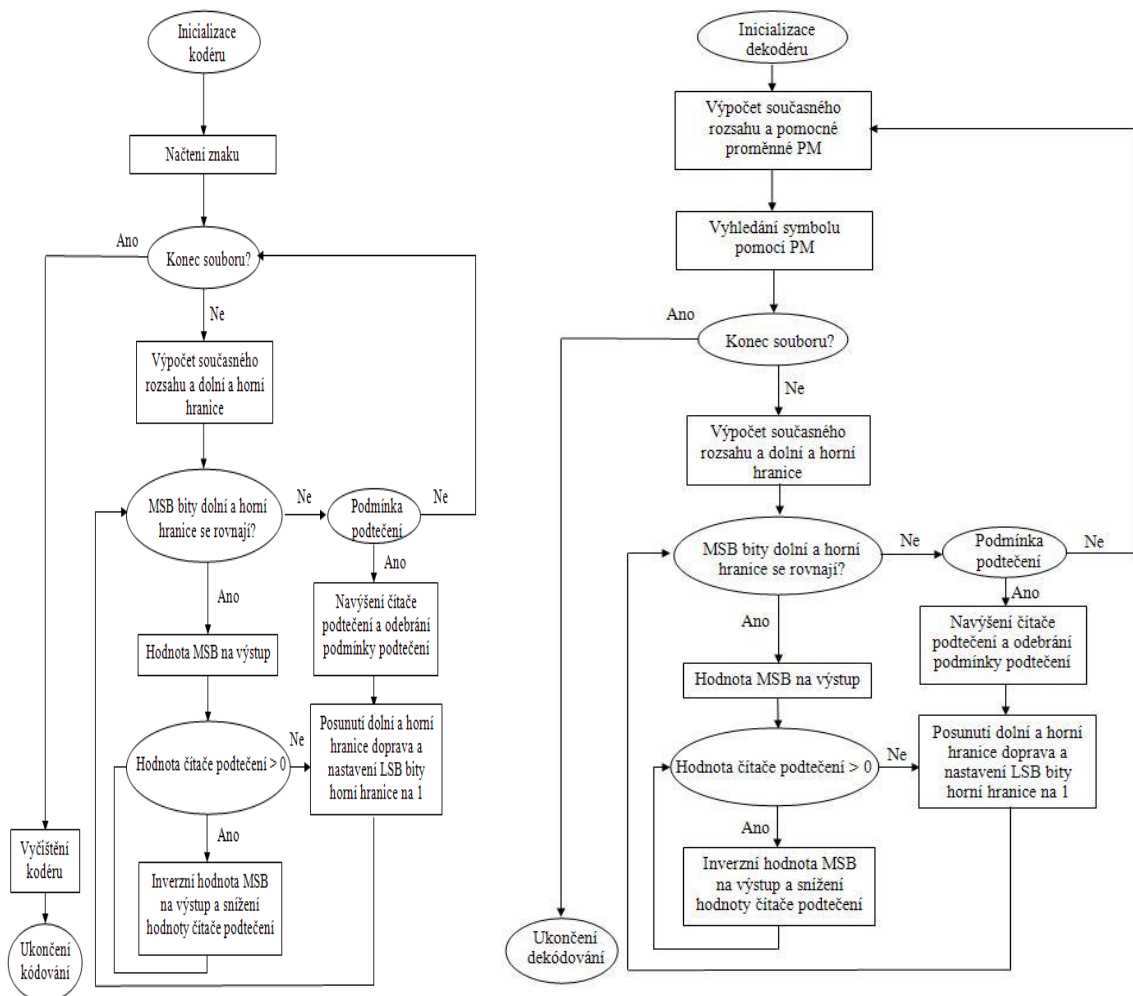 Inicializace
kodéru
Načtení znaku
Ano
Konec souboru?
Ne
Výpočet současného
rozsahu a dolní a horní
hranice
MSB bity dolní a horní
hranice se rovnají?
Ne
Podmínka
podtečení
Ne
Ano
Ano
Navýšení čítače
podtečení a odebrání
podmínky podtečení
Hodnota MSB na výstup
Hodnota čítače podtečení > 0
Ne
Posunutí dolní a horní
hranice doprava a
nastavení LSB bity
horní hranice na 1
Ano
Inverzní hodnota MSB
na výstup a snížení
hodnoty čítače podtečení
Vyčištění
kodéru
Ukončení
kódování
Inicializace
dekodéru
Výpočet současného
rozsahu a pomocné
proměnné PM
Vyhledání symbolu
pomocí PM
Ano
Konec souboru?
Ne
Výpočet současného
rozsahu a dolní a horní
hranice
MSB bity dolní a horní
hranice se rovnají?
Ne
Podmínka
podtečení
Ne
Ano
Ano
Navýšení čítače
podtečení a odebrání
podmínky podtečení
Hodnota MSB na výstup
Hodnota čítače podtečení > 0
Ne
Posunutí dolní a horní
hranice doprava a
nastavení LSB bity
horní hranice na 1
Ano
Inverzní hodnota MSB
na výstup a snížení
hodnoty čítače podtečení
Ukončení
dekódování